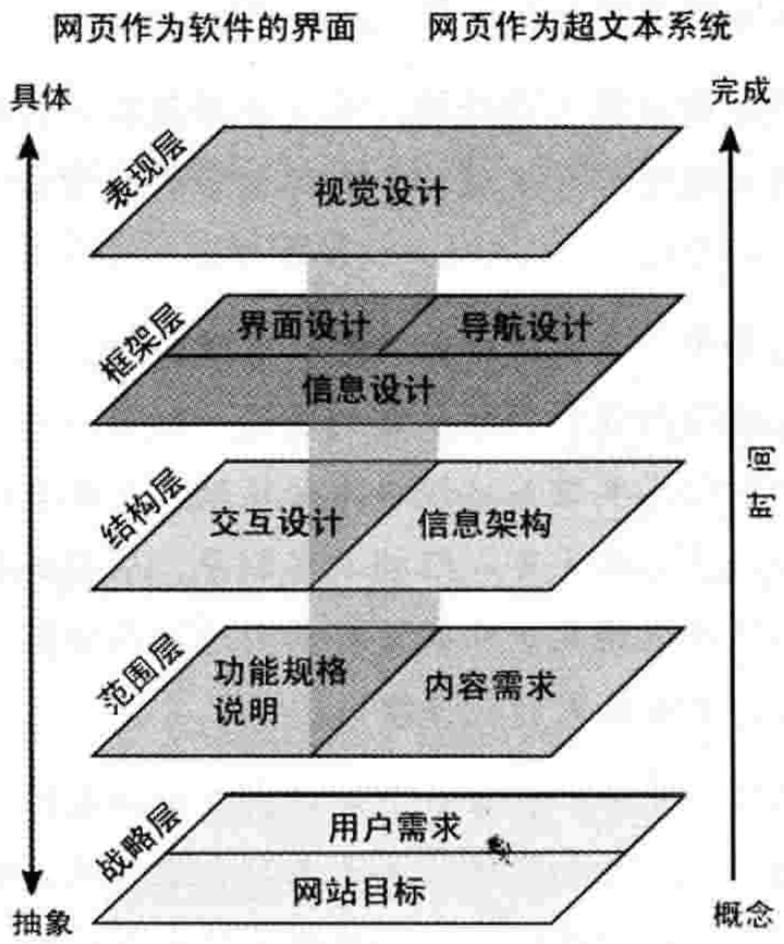 网页作为软件的界面
网页作为超文本系统
具体
完成
表现层
视觉设计
框架层
界面设计
导航设计
信息设计
时间
结构层
交互设计
信息架构
范围层
功能规格
说明
内容需求
战略层
用户需求
网站目标
抽象
概念